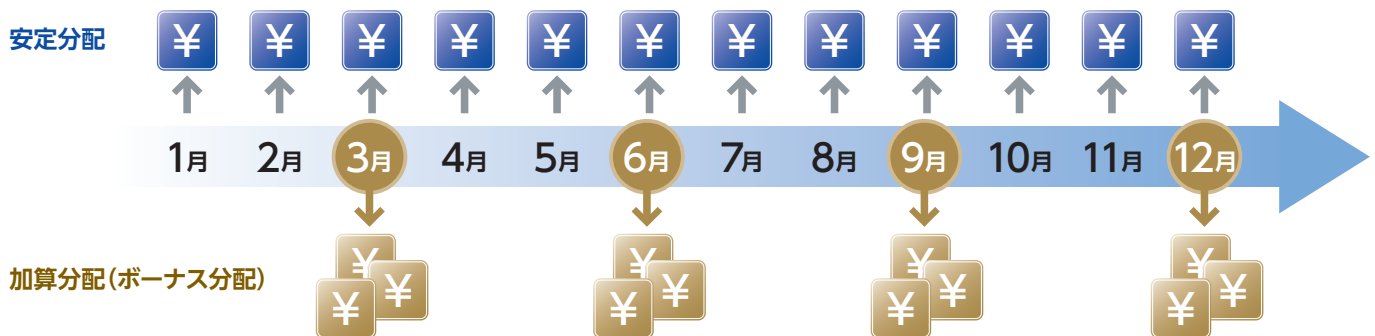 安定分配 ¥ ¥ ¥ ¥ ¥ ¥ ¥ ¥ ¥ ¥ ¥ ¥
1月 2月 3月 4月 5月 6月 7月 8月 9月 10月 11月 12月
加算分配(ボーナス分配) ¥ ¥ ¥ ¥ ¥ ¥ ¥ ¥ ¥ ¥ ¥ ¥